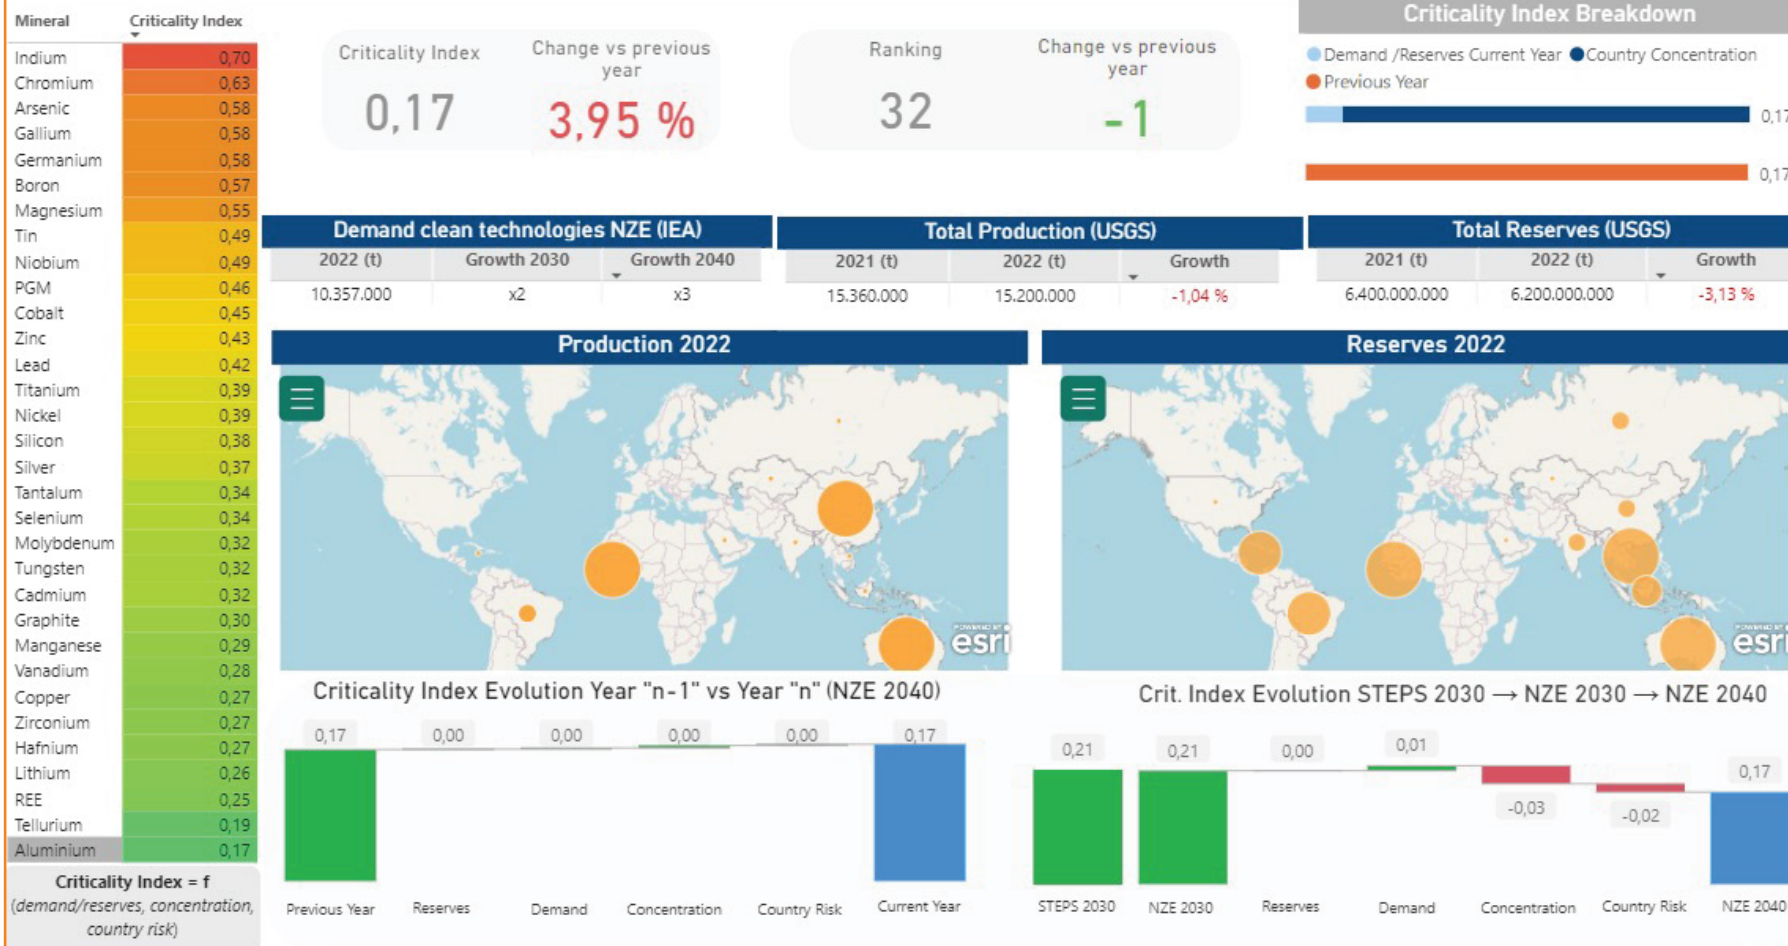 Mineral Criticality Index
Indium 0,70
Chromium 0,63
Arsenic 0,58
Gallium 0,58
Germanium 0,58
Boron 0,57
Magnesium 0,55
Tin 0,49
Niobium 0,49
PGM 0,46
Cobalt 0,45
Zinc 0,43
Lead 0,42
Titanium 0,39
Nickel 0,39
Silicon 0,38
Silver 0,37
Tantalum 0,34
Selenium 0,34
Molybdenum 0,32
Tungsten 0,32
Cadmium 0,32
Graphite 0,30
Manganese 0,29
Vanadium 0,28
Copper 0,27
Zirconium 0,27
Hafnium 0,27
Lithium 0,26
REE 0,25
Tellurium 0,19
Aluminium 0,17
Criticality Index = f
(demand/reserves, concentration,
country risk)
Criticality Index
0,17
Change vs previous
year
3,95 %
Ranking
32
Change vs previous
year
-1
Criticality Index Breakdown
Demand /Reserves Current Year Country Concentration
Previous Year
0,17
0,17
Demand clean technologies NZE (IEA)
2022 (t) Growth 2030 Growth 2040
10.357.000 x2 x3
Total Production (USGS)
2021 (t) 2022 (t) Growth
15.360.000 15.200.000 -1,04 %
Total Reserves (USGS)
2021 (t) 2022 (t) Growth
6.400.000.000 6.200.000.000 -3,13 %
Production 2022
POWERED BY
esri
Reserves 2022
POWERED BY
esri
Criticality Index Evolution Year "n-1" vs Year "n" (NZE 2040)
0,17 0,00 0,00 0,00 0,00 0,17
Previous Year Reserves Demand Concentration Country Risk Current Year
Crit. Index Evolution STEPS 2030 → NZE 2030 → NZE 2040
0,21 0,21 0,00 0,01 -0,03 -0,02 0,17
STEPS 2030 NZE 2030 Reserves Demand Concentration Country Risk NZE 2040